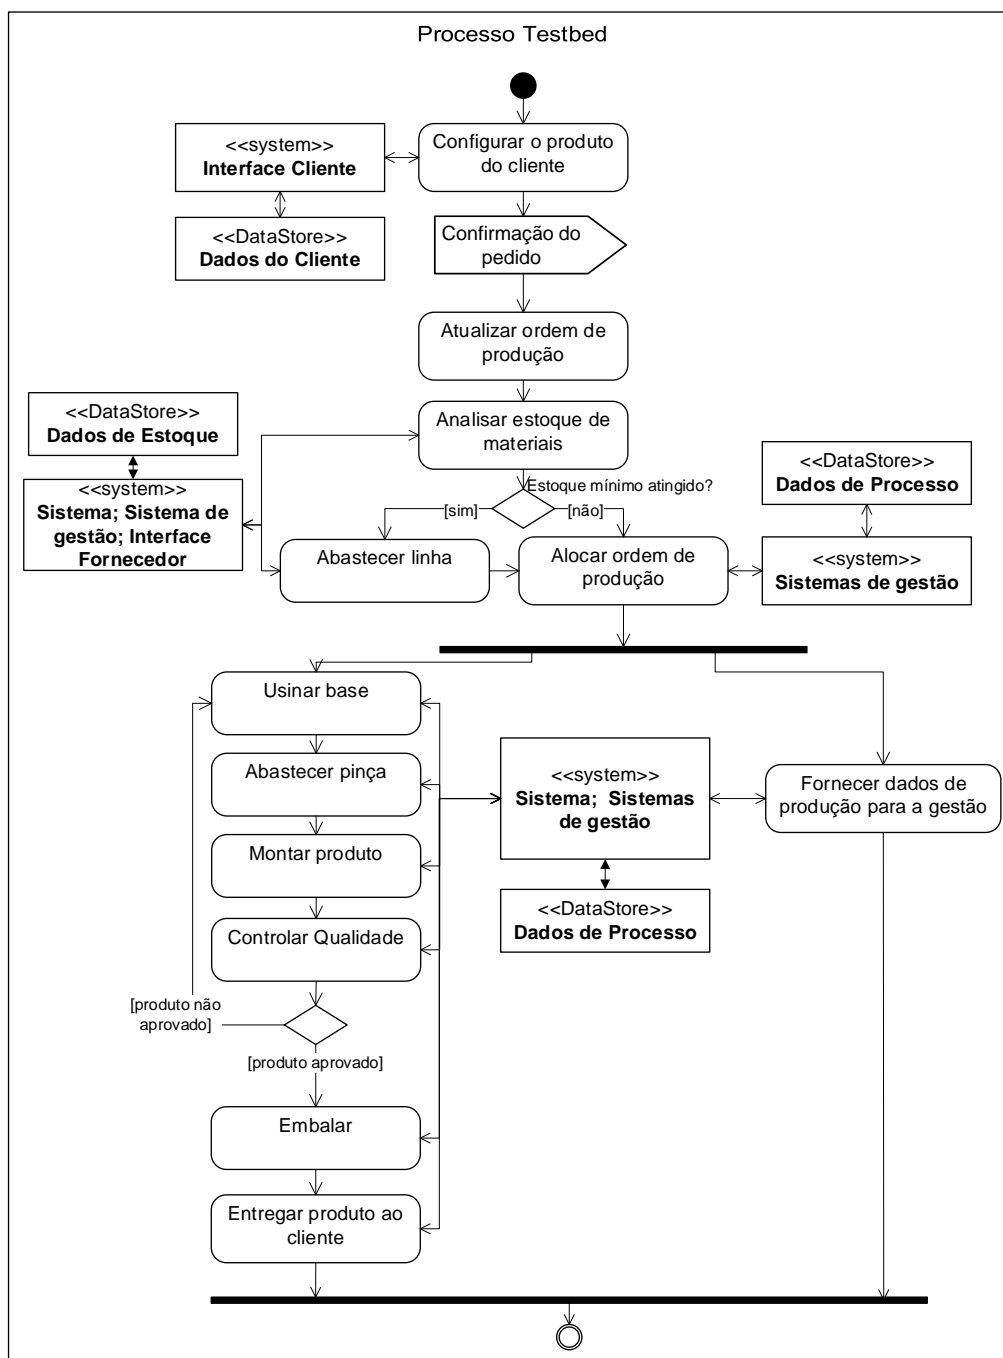 Processo Testbed
Configurar o produto
do cliente
<<system>>
Interface Cliente
<<DataStore>>
Dados do Cliente
Confirmação do
pedido
Atualizar ordem de
produção
Analisar estoque de
materiais
<<DataStore>>
Dados de Estoque
<<system>>
Sistema; Sistema de
gestão; Interface
Fornecedor
Estoque mínimo atingido?
[sim]
[não]
Abastecer linha
Alocar ordem de
produção
<<DataStore>>
Dados de Processo
<<system>>
Sistemas de gestão
Usinar base
Abastecer pinça
Montar produto
Controlar Qualidade
<<system>>
Sistema;  Sistemas
de gestão
<<DataStore>>
Dados de Processo
Fornecer dados de
produção para a gestão
[produto não
aprovado]
[produto aprovado]
Embalar
Entregar produto ao
cliente